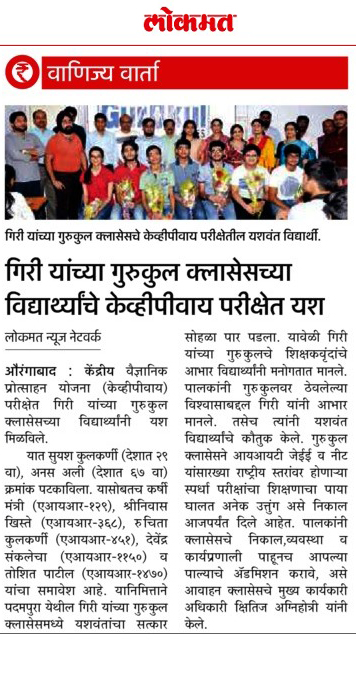 लोकमत
वाणिज्य वार्ता
गिरी यांच्या गुरुकुल क्लासेसचे केव्हीपीवाय परीक्षेतील यशवंत विद्यार्थी.
गिरी यांच्या गुरुकुल क्लासेसच्या
विद्यार्थ्यांचे केव्हीपीवाय परीक्षेत यश
लोकमत न्यूज नेटवर्क
औरंगाबाद : केंद्रीय वैज्ञानिक
प्रोत्साहन योजना (केव्हीपीवाय)
परीक्षेत गिरी यांच्या गुरुकुल
क्लासेसच्या विद्यार्थ्यांनी यश
मिळविले.
यात सुयश कुलकर्णी (देशात २९
वा), अनस अली (देशात ६७ वा)
क्रमांक पटकाविला. यासोबतच कर्षी
मंत्री (एआयआर-१२९), श्रीनिवास
खिस्ते (एआयआर-३६८), रुचिता
कुलकर्णी (एआयआर-४५१), देवेंद्र
संकलेचा (एआयआर-११५०) व
तोशित पाटील (एआयआर-१४७०)
यांचा समावेश आहे. यानिमित्ताने
पदमपुरा येथील गिरी यांच्या गुरुकुल
क्लासेसमध्ये यशवंतांचा सत्कार
सोहळा पार पडला. यावेळी गिरी
यांच्या गुरुकुलचे शिक्षकवृंदांचे
आभार विद्यार्थ्यांनी मनोगतात मानले.
पालकांनी गुरुकुलवर ठेवलेल्या
विश्वासाबद्दल गिरी यांनी आभार
मानले. तसेच त्यांनी यशवंत
विद्यार्थ्यांचे कौतुक केले. गुरुकुल
क्लासेसने आयआयटी जेईई व नीट
यांसारख्या राष्ट्रीय स्तरांवर होणाऱ्या
स्पर्धा परीक्षांचा शिक्षणाचा पाया
घालत अनेक उत्तुंग असे निकाल
आजपर्यंत दिले आहेत. पालकांनी
क्लासेसचे निकाल,व्यवस्था व
कार्यप्रणाली पाहूनच आपल्या
पाल्याचे ॲडमिशन करावे, असे
आवाहन क्लासेसचे मुख्य कार्यकारी
अधिकारी क्षितिज अग्निहोत्री यांनी
केले.